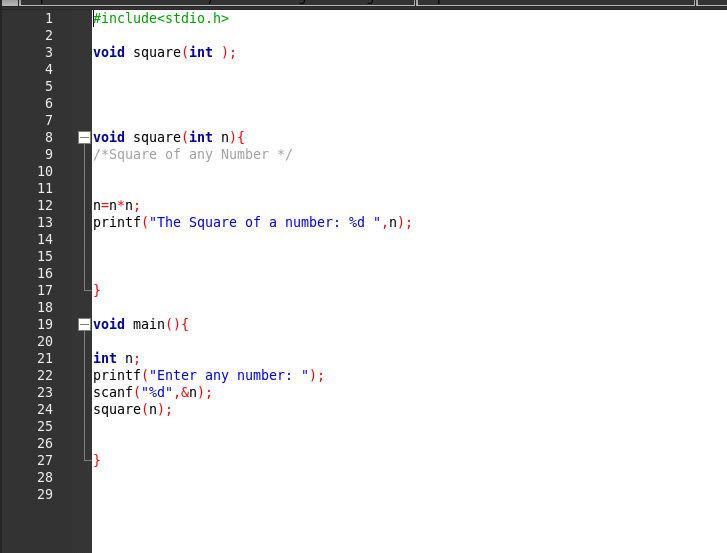 1 #include<stdio.h>
2
3 void square(int );
4
5
6
7
8 void square(int n){
9 /*Square of any Number */
10
11
12 n=n*n;
13 printf("The Square of a number: %d ",n);
14
15
16
17 }
18
19 void main(){
20
21 int n;
22 printf("Enter any number: ");
23 scanf("%d",&n);
24 square(n);
25
26
27 }
28
29